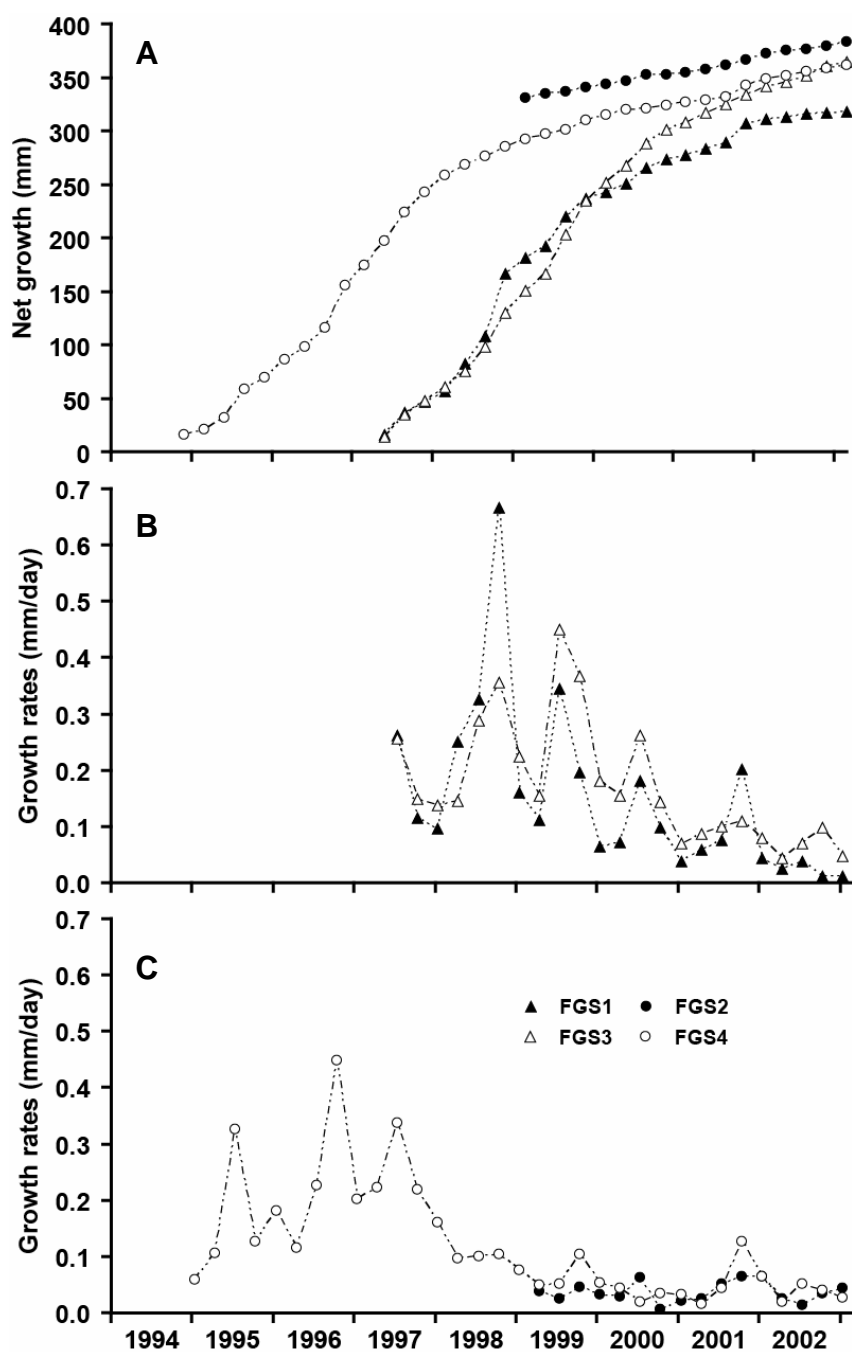 A
Net growth (mm)
400
350
300
250
200
150
100
50
0
B
Growth rates (mm/day)
0.7
0.6
0.5
0.4
0.3
0.2
0.1
0.0
C
Growth rates (mm/day)
0.7
0.6
0.5
0.4
0.3
0.2
0.1
0.0
FGS1 FGS2
FGS3 FGS4
1994 1995 1996 1997 1998 1999 2000 2001 2002